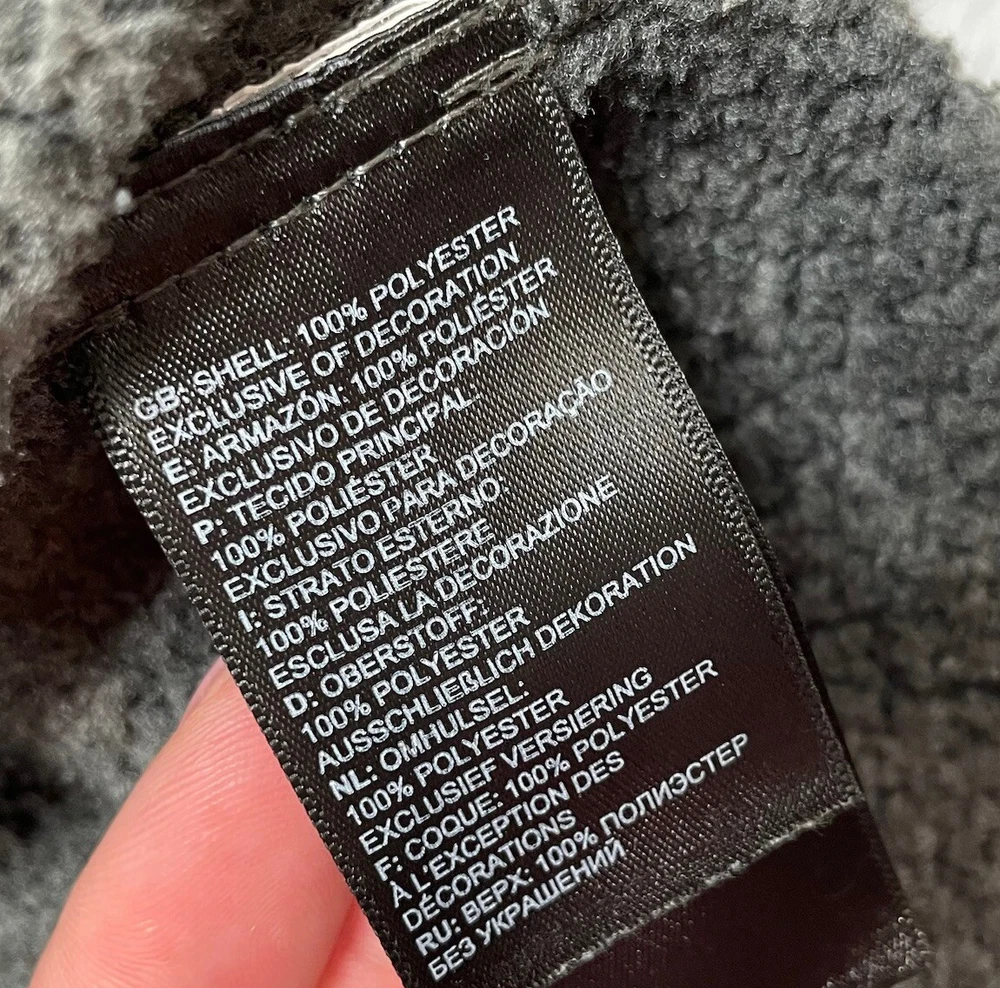 GB: SHELL: 100% POLYESTER
EXCLUSIVE OF DECORATION
E: ARMAZÓN: 100% POLIÉSTER
EXCLUSIVO DE DECORACIÓN
P: TECIDO PRINCIPAL:
100% POLIÉSTER
EXCLUSIVO PARA DECORAÇÃO
I: STRATO ESTERNO:
100% POLIESTERE
ESCLUSA LA DECORAZIONE
D: OBERSTOFF:
100% POLYESTER
AUSSCHLIEßLICH DEKORATION
NL: OMHULSEL:
100% POLYESTER
EXCLUSIEF VERSIERING
F: COQUE: 100% POLYESTER
À L'EXCEPTION DES
DÉCORATIONS
RU: ВЕРХ: 100% ПОЛИЭСТЕР
БЕЗ УКРАШЕНИЙ